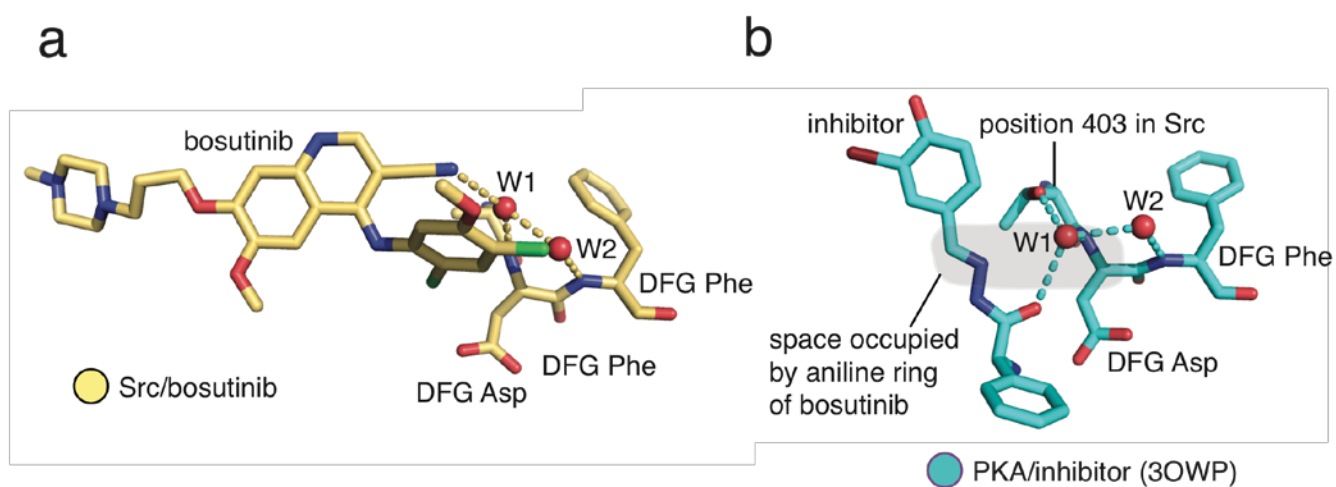 a
bosutinib
W1
W2
DFG Phe
DFG Phe
DFG Asp
Src/bosutinib
b
inhibitor
position 403 in Src
W2
W1
DFG Phe
space occupied
by aniline ring
of bosutinib
DFG Asp
PKA/inhibitor (3OWP)